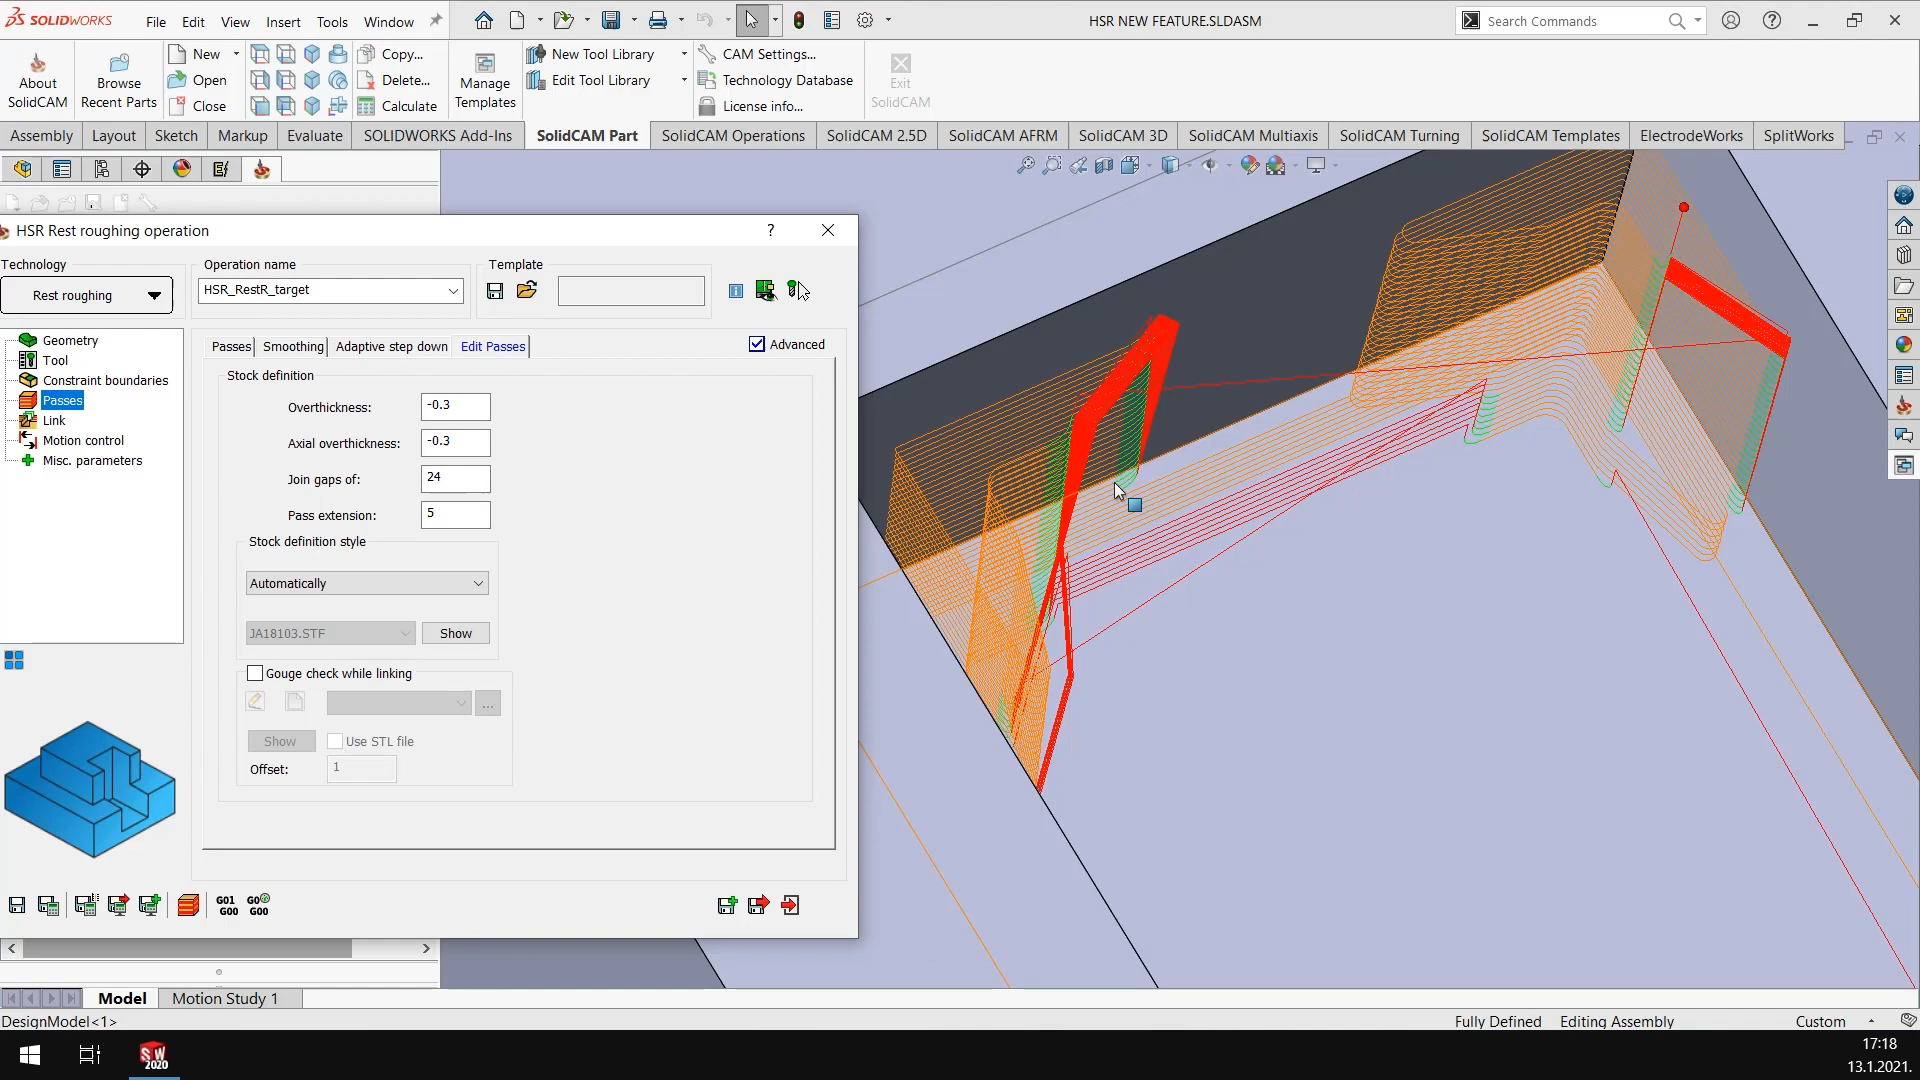 SOLIDWORKS File Edit View Insert Tools Window HSR NEW FEATURE.SLDASM Search Commands
About SolidCAM
Browse Recent Parts
New
Open
Close
Copy...
Delete...
Calculate
Manage Templates
New Tool Library
Edit Tool Library
CAM Settings...
Technology Database
License info...
Exit SolidCAM
Assembly Layout Sketch Markup Evaluate SOLIDWORKS Add-Ins SolidCAM Part SolidCAM Operations SolidCAM 2.5D SolidCAM AFRM SolidCAM 3D SolidCAM Multiaxis SolidCAM Turning SolidCAM Templates ElectrodeWorks SplitWorks
HSR Rest roughing operation ?
Technology Operation name Template
Rest roughing HSR_RestR_target
Geometry
Tool
Constraint boundaries
Passes
Link
Motion control
Misc. parameters
Passes Smoothing Adaptive step down Edit Passes Advanced
Stock definition
Overthickness: -0.3
Axial overthickness: -0.3
Join gaps of: 24
Pass extension: 5
Stock definition style
Automatically
JA18103.STF Show
Gouge check while linking
...
Show Use STL file
Offset: 1
G01 G00
G00
Model Motion Study 1
DesignModel<1> Fully Defined Editing Assembly Custom
SW 2020
17:18
13.1.2021.